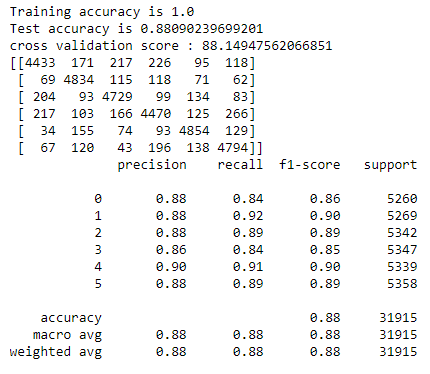 Training accuracy is 1.0
Test accuracy is 0.88090239699201
cross validation score : 88.14947562066851
[[4433 171 217 226 95 118]
[ 69 4834 115 118 71 62]
[ 204 93 4729 99 134 83]
[ 217 103 166 4470 125 266]
[ 34 155 74 93 4854 129]
[ 67 120 43 196 138 4794]]
precision recall f1-score support
0 0.88 0.84 0.86 5260
1 0.88 0.92 0.90 5269
2 0.88 0.89 0.89 5342
3 0.86 0.84 0.85 5347
4 0.90 0.91 0.90 5339
5 0.88 0.89 0.89 5358
accuracy 0.88 31915
macro avg 0.88 0.88 0.88 31915
weighted avg 0.88 0.88 0.88 31915